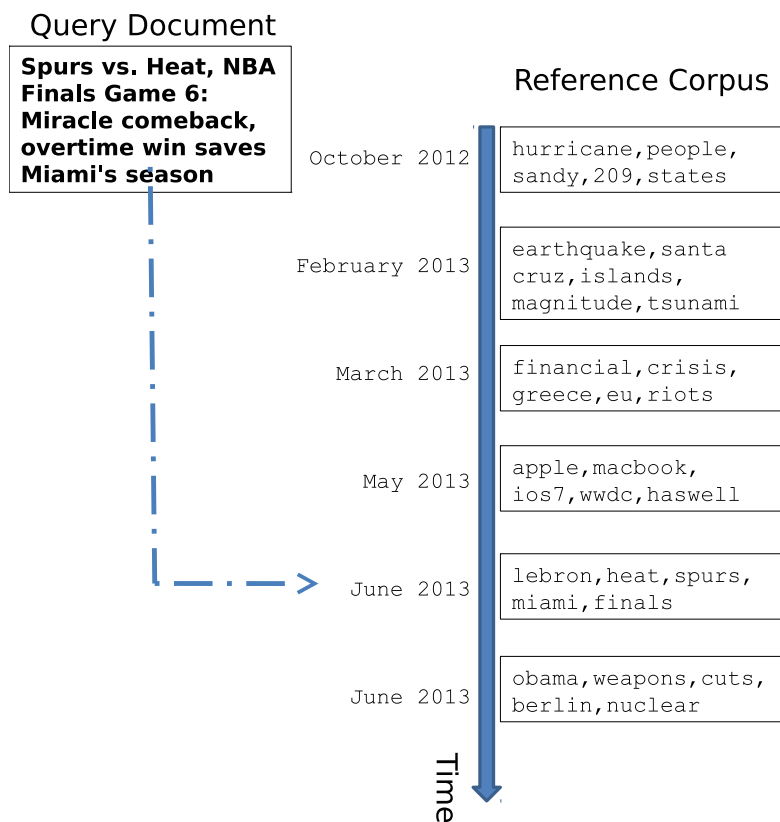 Query Document
Spurs vs. Heat, NBA
Finals Game 6:
Miracle comeback,
overtime win saves
Miami's season
Reference Corpus
October 2012
hurricane,people,
sandy,209,states
February 2013
earthquake,santa
cruz,islands,
magnitude,tsunami
March 2013
financial,crisis,
greece,eu,riots
May 2013
apple,macbook,
ios7,wwdc,haswell
June 2013
lebron,heat,spurs,
miami,finals
June 2013
obama,weapons,cuts,
berlin,nuclear
Time